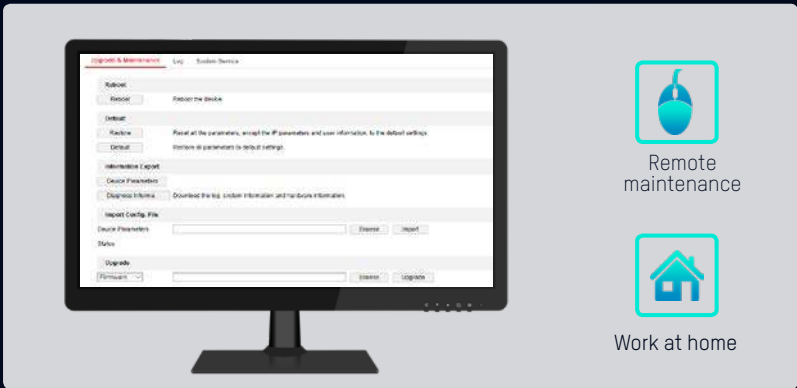 Upgrade & Maintenance Log System Service
Reboot
Reboot Reboot the device.
Default
Restore Reset all the parameters, except the IP parameters and user information, to the default settings.
Default Restore all parameters to default settings.
Information Export
Device Parameters
Diagnose Informa.. Download the log, system information and hardware information.
Import Config. File
Device Parameters Browse Import
Status
Upgrade
Firmware Browse Upgrade
Remote
maintenance
Work at home